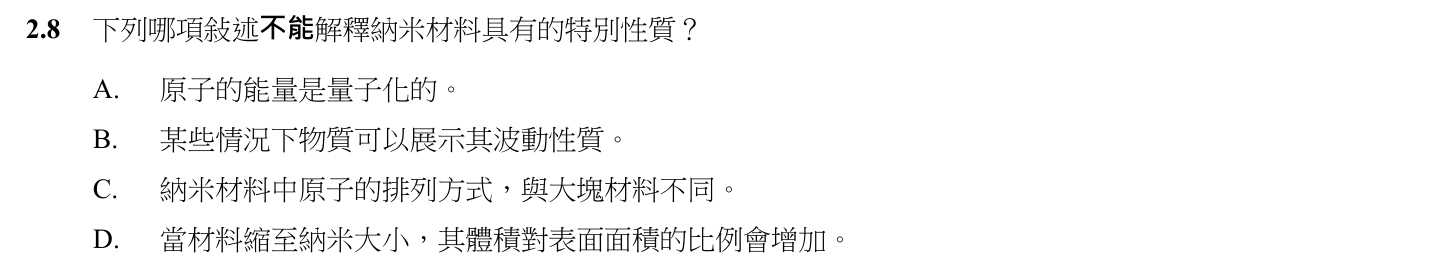 2.8 下列哪項敍述不能解釋納米材料具有的特別性質？
A. 原子的能量是量子化的。
B. 某些情況下物質可以展示其波動性質。
C. 納米材料中原子的排列方式，與大塊材料不同。
D. 當材料縮至納米大小，其體積對表面面積的比例會增加。